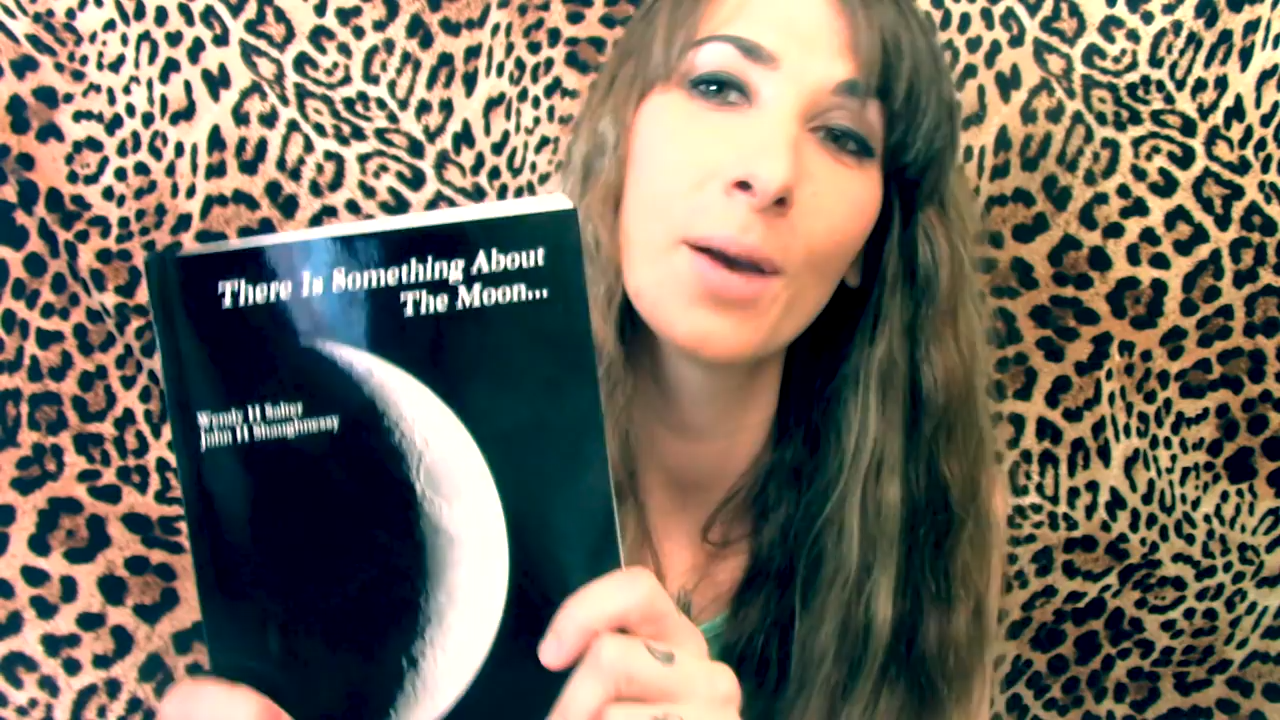 There Is Something About
The Moon...
Wendy H Salter
John H Shaughnessy